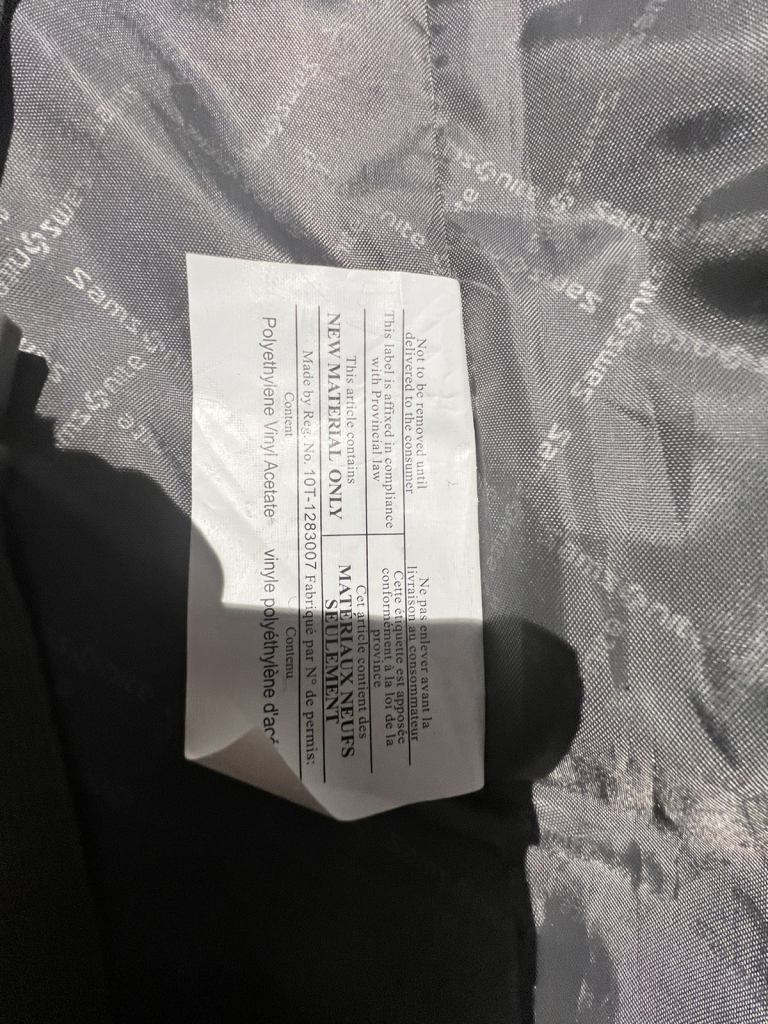 Not to be removed until
delivered to the consumer
This label is affixed in compliance
with Provincial law
This article contains
NEW MATERIAL ONLY
Ne pas enlever avant la
livraison au consommateur
Cette étiquette est apposée
conformément à la loi de la
province
Cet article contient des
MATÉRIAUX NEUFS
SEULEMENT
Made by Reg. No. 10T-1283007 Fabriqué par N° de permis:
Content
Contenu
Polyethylene Vinyl Acetate
vinyle polyéthylène
Samsonite